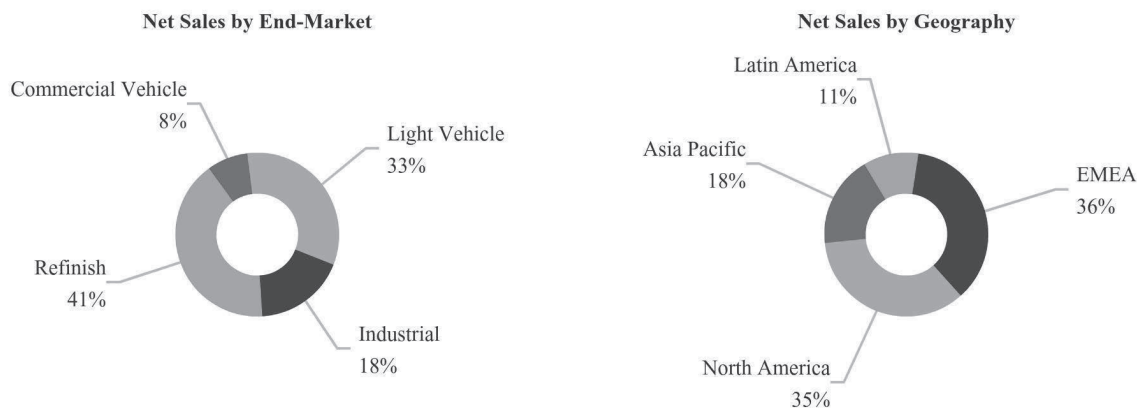 Net Sales by End-Market
Commercial Vehicle
8%
Light Vehicle
33%
Refinish
41%
Industrial
18%
Net Sales by Geography
Latin America
11%
Asia Pacific
18%
EMEA
36%
North America
35%